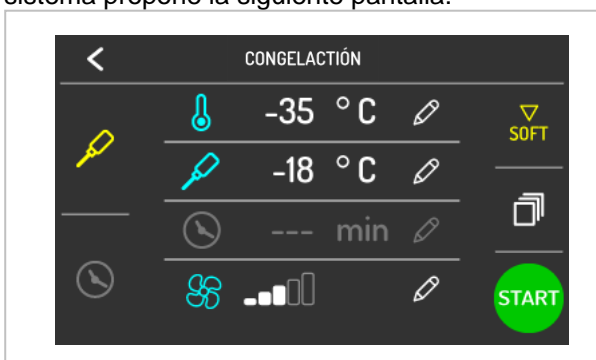 sistema propone la siguiente pantalla:
CONGELACTIÓN
-35 °C
SOFT
-18 °C
--- min
START